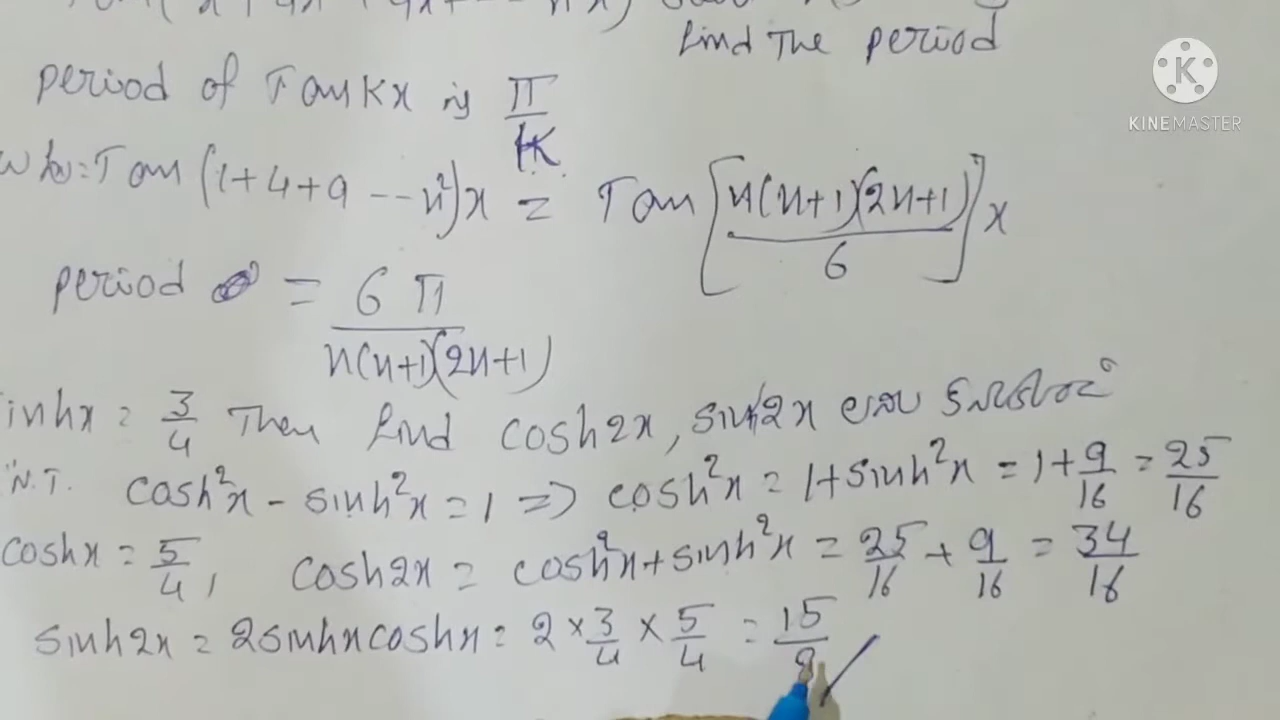 Find The period
period of Tan Kx is π/K
KINEMASTER
W kw: Tan (1+4+9 --n²)x = Tan [n(n+1)(2n+1)/6] x
period = 6π/n(n+1)(2n+1)
inhx = 3/4 Then find cosh2x, sinh2x
N.T. cosh²x - sinh²x = 1 => cosh²x = 1+sinh²x = 1+9/16 = 25/16
coshx = 5/4, cosh2x = cosh²x+sinh²x = 25/16 + 9/16 = 34/16
sinh2x = 2sinhxcoshx = 2×3/4×5/4 = 15/8